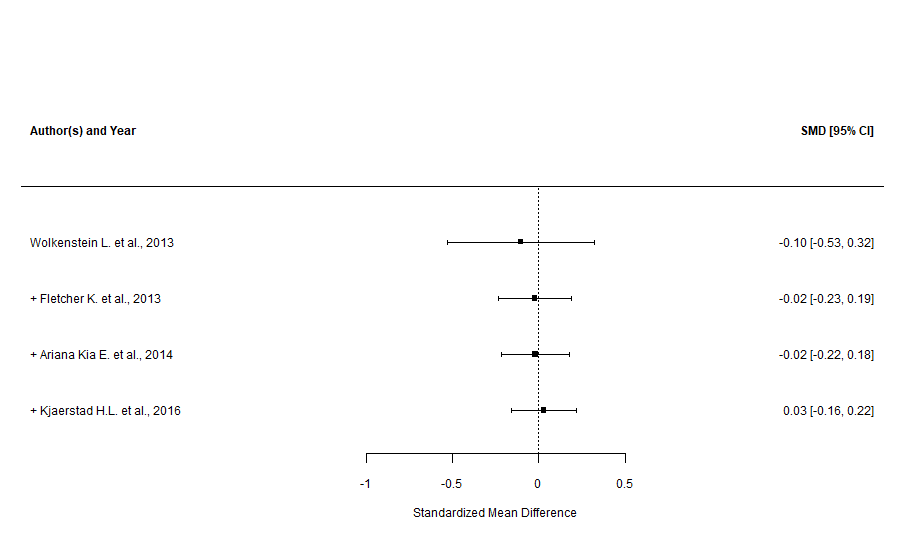 Author(s) and Year SMD [95% CI]
Wolkenstein L. et al., 2013 -0.10 [-0.53, 0.32]
+ Fletcher K. et al., 2013 -0.02 [-0.23, 0.19]
+ Ariana Kia E. et al., 2014 -0.02 [-0.22, 0.18]
+ Kjaerstad H.L. et al., 2016 0.03 [-0.16, 0.22]
-1 -0.5 0 0.5
Standardized Mean Difference